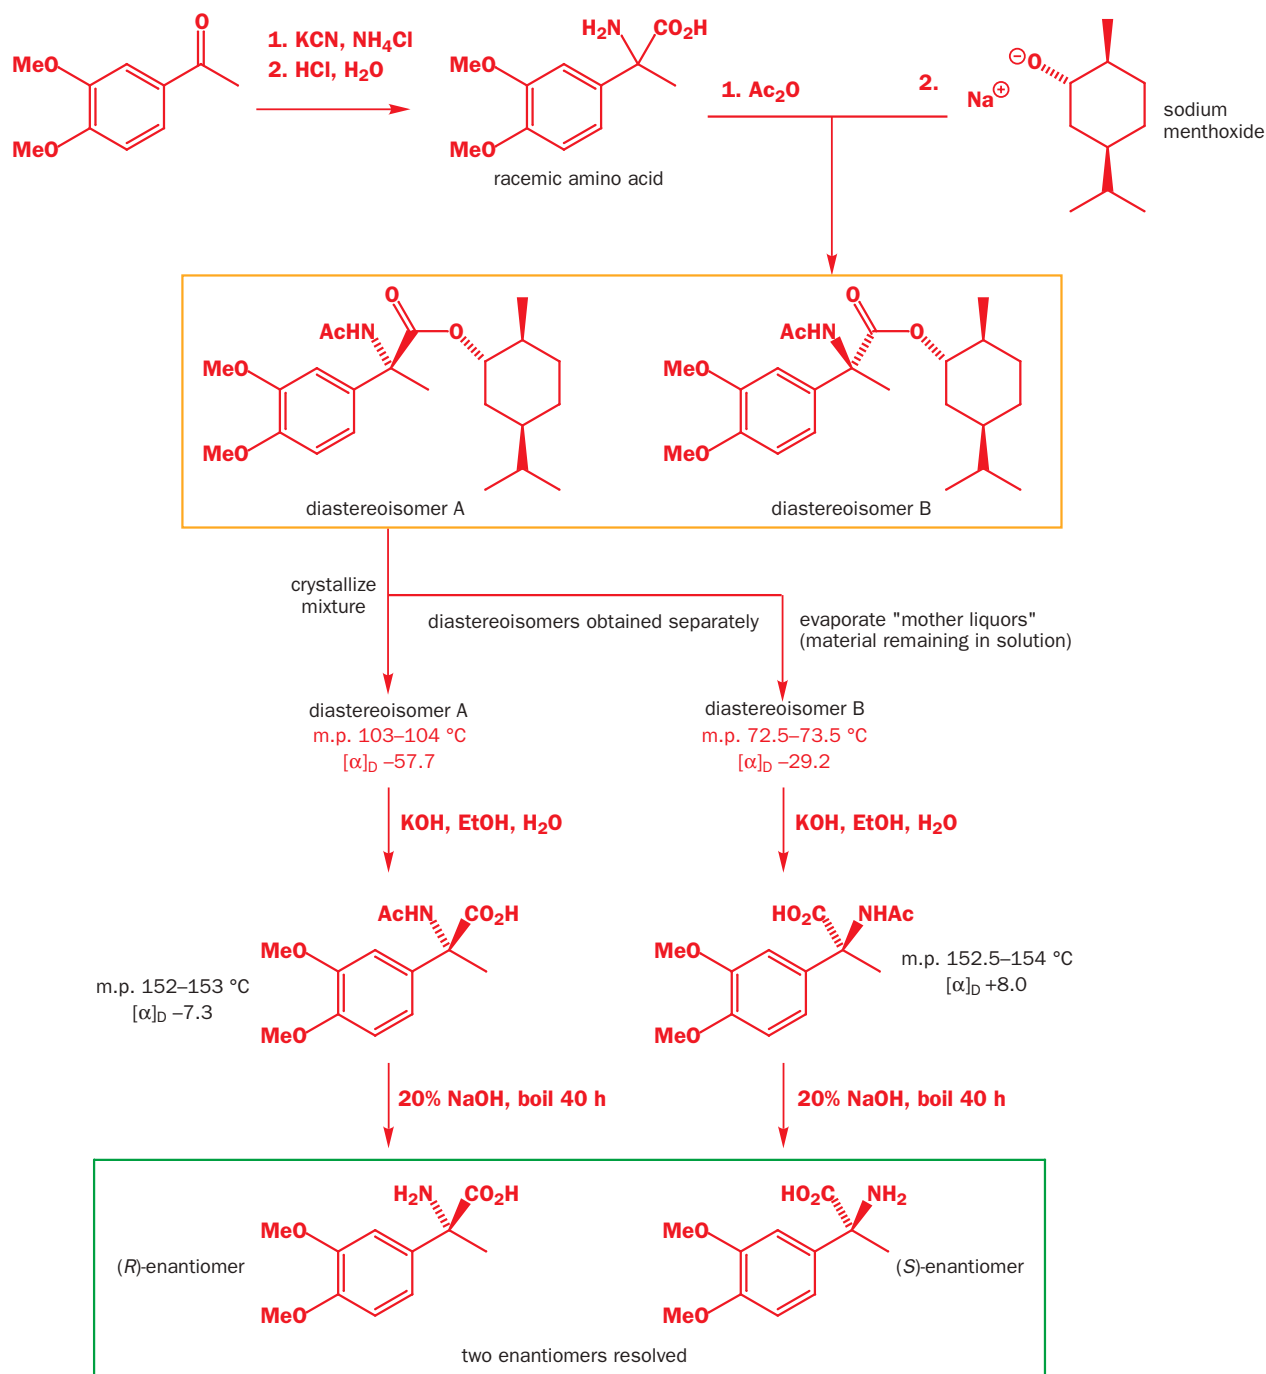 O
MeO
MeO
1. KCN, NH₄Cl
2. HCl, H₂O
H₂N CO₂H
MeO
MeO
racemic amino acid
1. Ac₂O
2.
Na⊕
⊖O
sodium
menthoxide
O
AcHN
O
MeO
MeO
diastereoisomer A
O
AcHN
O
MeO
MeO
diastereoisomer B
crystallize
mixture
diastereoisomers obtained separately
evaporate "mother liquors"
(material remaining in solution)
diastereoisomer A
m.p. 103–104 °C
[α]D –57.7
diastereoisomer B
m.p. 72.5–73.5 °C
[α]D –29.2
KOH, EtOH, H₂O
KOH, EtOH, H₂O
AcHN CO₂H
MeO
MeO
m.p. 152–153 °C
[α]D –7.3
HO₂C NHAc
MeO
MeO
m.p. 152.5–154 °C
[α]D +8.0
20% NaOH, boil 40 h
20% NaOH, boil 40 h
H₂N CO₂H
MeO
MeO
(R)-enantiomer
HO₂C NH₂
MeO
MeO
(S)-enantiomer
two enantiomers resolved